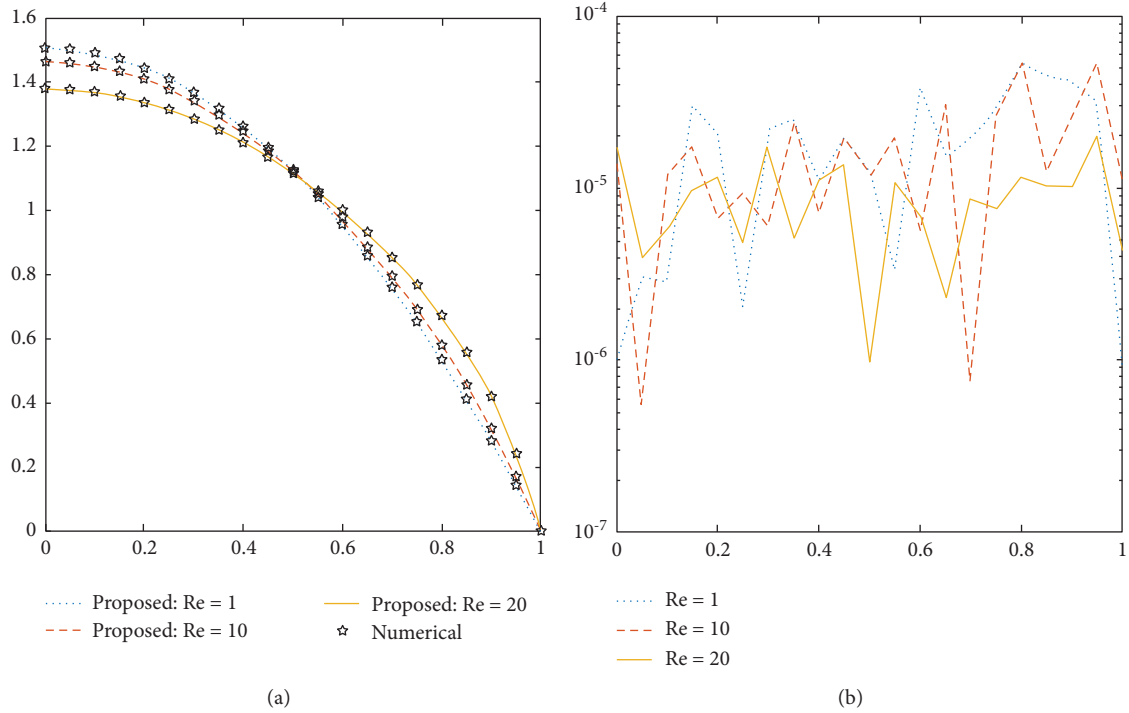 1.6
1.4
1.2
1
0.8
0.6
0.4
0.2
0
0 0.2 0.4 0.6 0.8 1
Proposed: Re = 1
Proposed: Re = 10
Proposed: Re = 20
Numerical
(a)
10^-4
10^-5
10^-6
10^-7
0 0.2 0.4 0.6 0.8 1
Re = 1
Re = 10
Re = 20
(b)